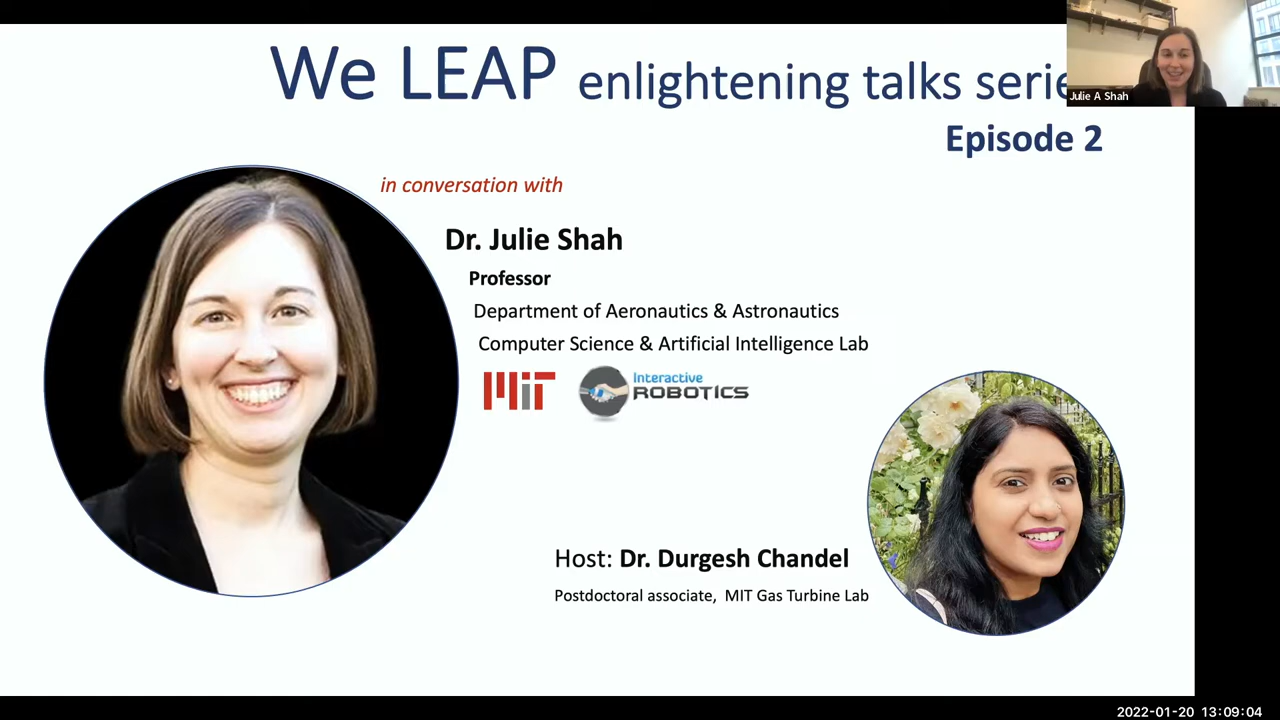 We LEAP enlightening talks serie
Julie A Shah
Episode 2
in conversation with
Dr. Julie Shah
Professor
Department of Aeronautics & Astronautics
Computer Science & Artificial Intelligence Lab
MIT
Interactive
ROBOTICS
Host: Dr. Durgesh Chandel
Postdoctoral associate, MIT Gas Turbine Lab
2022-01-20 13:09:04